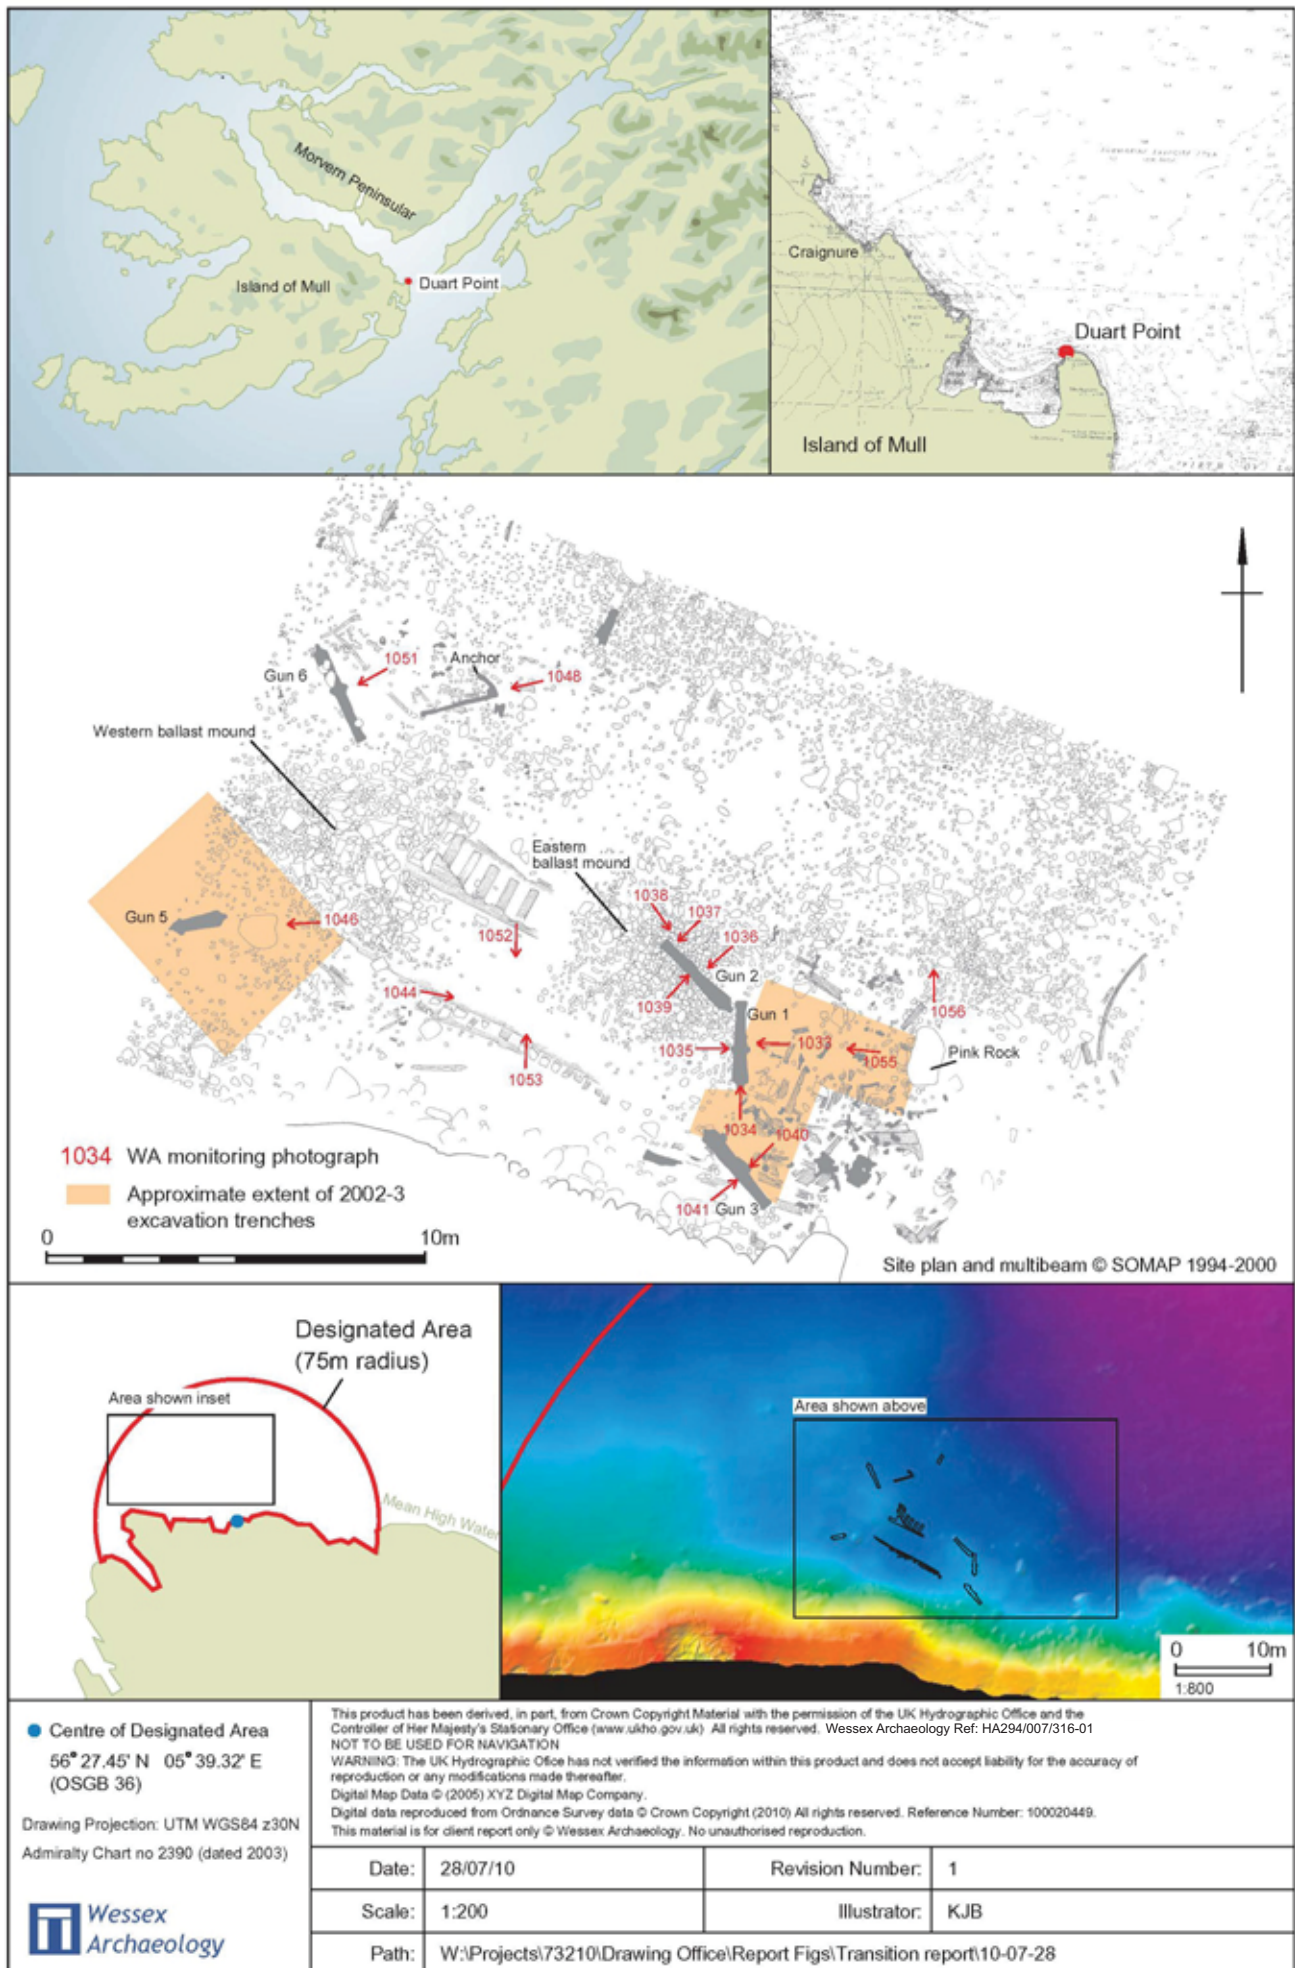 Morvern Peninsular
Island of Mull
Duart Point
Craignure
Duart Point
Island of Mull
1051
Anchor
1048
Gun 6
Western ballast mound
Eastern
ballast mound
1038
1037
1036
Gun 5
1046
1052
Gun 2
1039
1044
Gun 1
1056
1035
1033
1055
Pink Rock
1053
1034
1040
1041
Gun 3
1034 WA monitoring photograph
Approximate extent of 2002-3
excavation trenches
0 10m
Site plan and multibeam © SOMAP 1994-2000
Designated Area
(75m radius)
Area shown inset
Mean High Water
Area shown above
0 10m
1:800
Centre of Designated Area
56° 27.45' N 05° 39.32' E
(OSGB 36)
Drawing Projection: UTM WGS84 z30N
Admiralty Chart no 2390 (dated 2003)
Wessex
Archaeology
This product has been derived, in part, from Crown Copyright Material with the permission of the UK Hydrographic Office and the
Controller of Her Majesty's Stationary Office (www.ukho.gov.uk) All rights reserved. Wessex Archaeology Ref: HA294/007/316-01
NOT TO BE USED FOR NAVIGATION
WARNING: The UK Hydrographic Ofice has not verified the information within this product and does not accept liability for the accuracy of
reproduction or any modifications made thereafter.
Digital Map Data © (2005) XYZ Digital Map Company.
Digital data reproduced from Ordnance Survey data © Crown Copyright (2010) All rights reserved. Reference Number: 100020449.
This material is for client report only © Wessex Archaeology. No unauthorised reproduction.
Date: 28/07/10 Revision Number: 1
Scale: 1:200 Illustrator: KJB
Path: W:\Projects\73210\Drawing Office\Report Figs\Transition report\10-07-28